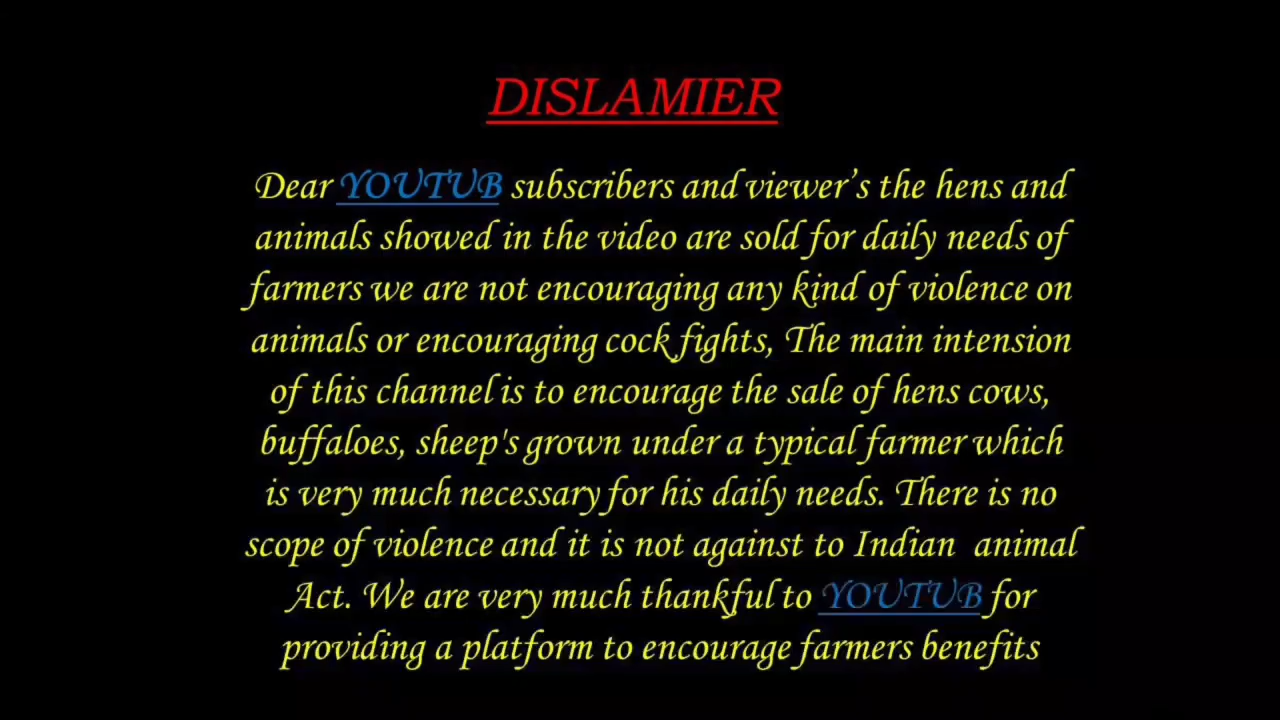 DISLAMIER
Dear YOUTUB subscribers and viewer’s the hens and
animals showed in the video are sold for daily needs of
farmers we are not encouraging any kind of violence on
animals or encouraging cock fights, The main intension
of this channel is to encourage the sale of hens cows,
buffaloes, sheep's grown under a typical farmer which
is very much necessary for his daily needs. There is no
scope of violence and it is not against to Indian  animal
Act. We are very much thankful to YOUTUB for
providing a platform to encourage farmers benefits